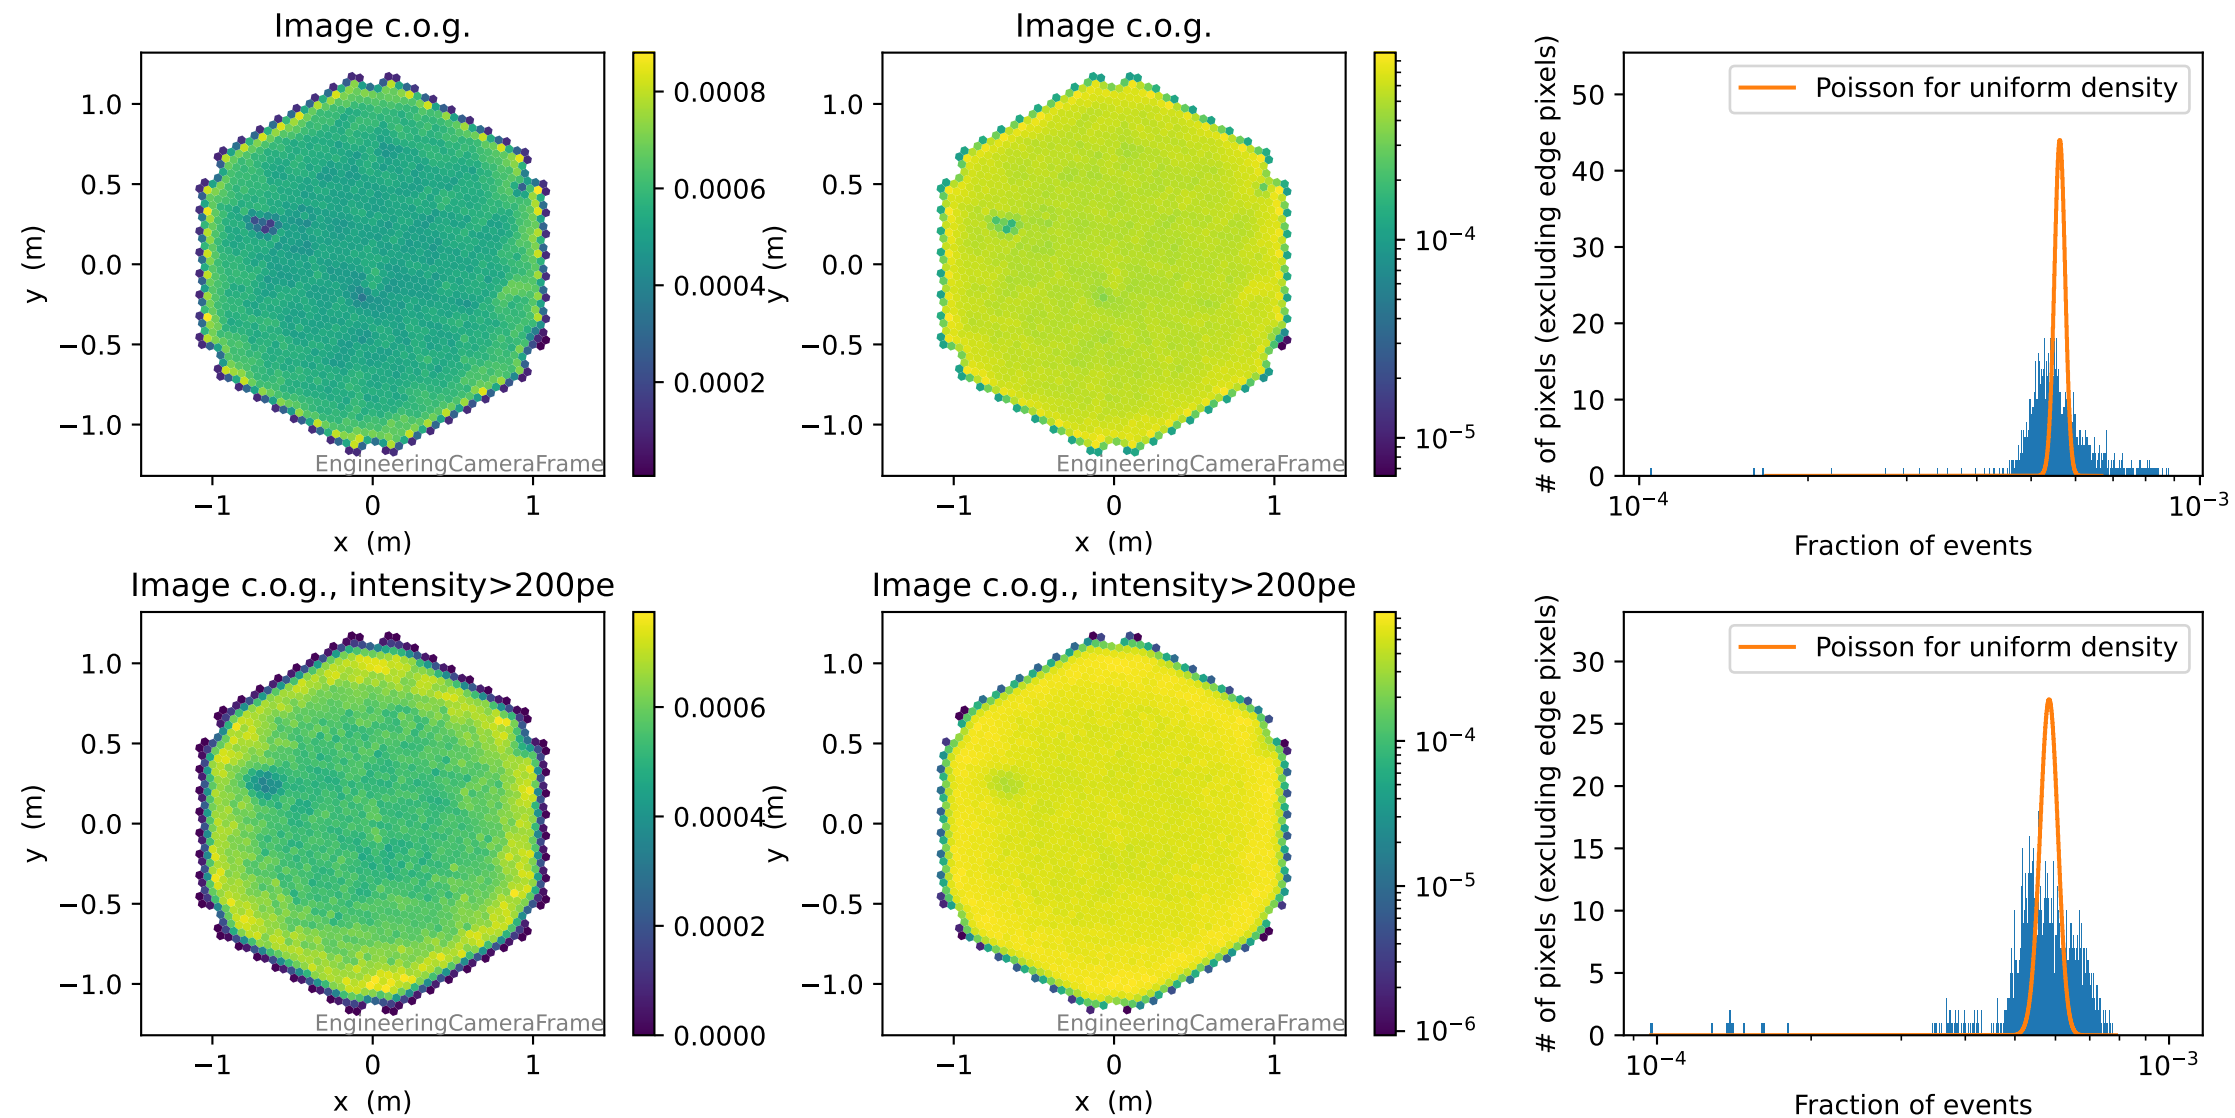 Image c.o.g.
y (m)
1.0
0.5
0.0
−0.5
−1.0
−1 0 1
x (m)
EngineeringCameraFrame
0.0008
0.0006
0.0004
0.0002
Image c.o.g.
y (m)
1.0
0.5
0.0
−0.5
−1.0
−1 0 1
x (m)
EngineeringCameraFrame
10⁻⁴
10⁻⁵
# of pixels (excluding edge pixels)
50
40
30
20
10
0
Poisson for uniform density
10⁻⁴ 10⁻³
Fraction of events
Image c.o.g., intensity>200pe
y (m)
1.0
0.5
0.0
−0.5
−1.0
−1 0 1
x (m)
EngineeringCameraFrame
0.0006
0.0004
0.0002
0.0000
Image c.o.g., intensity>200pe
y (m)
1.0
0.5
0.0
−0.5
−1.0
−1 0 1
x (m)
EngineeringCameraFrame
10⁻⁴
10⁻⁵
10⁻⁶
# of pixels (excluding edge pixels)
30
25
20
15
10
5
0
Poisson for uniform density
10⁻⁴ 10⁻³
Fraction of events